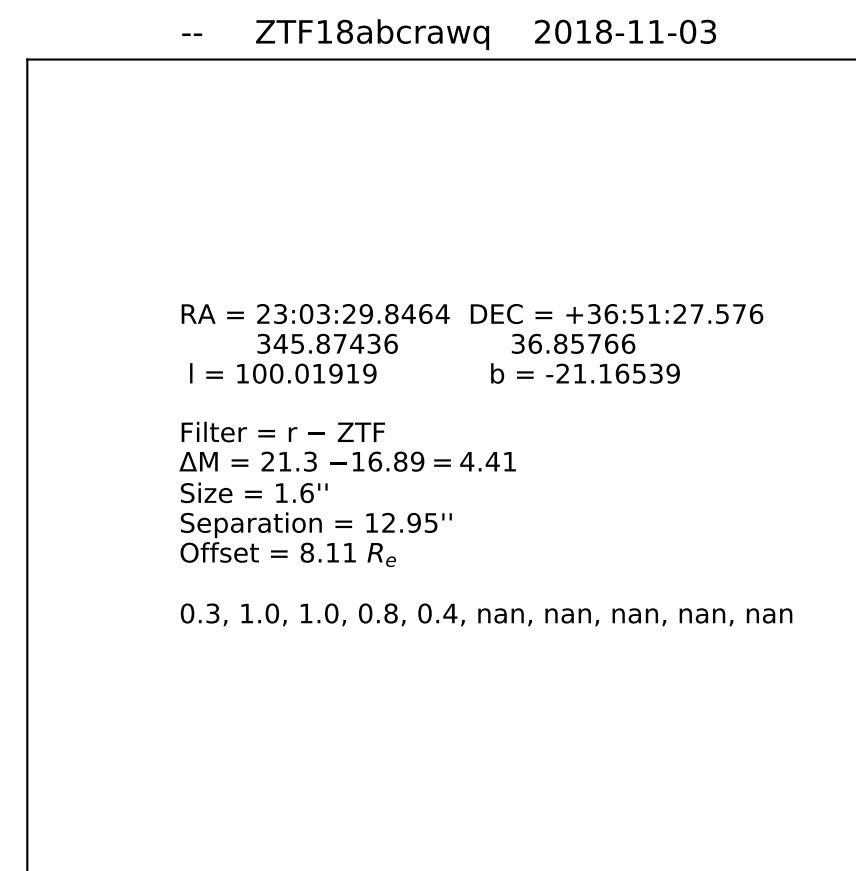 -- ZTF18abcrawq 2018-11-03
RA = 23:03:29.8464 DEC = +36:51:27.576
345.87436 36.85766
l = 100.01919 b = -21.16539
Filter = r − ZTF
ΔM = 21.3 −16.89 = 4.41
Size = 1.6''
Separation = 12.95''
Offset = 8.11 Rₑ
0.3, 1.0, 1.0, 0.8, 0.4, nan, nan, nan, nan, nan